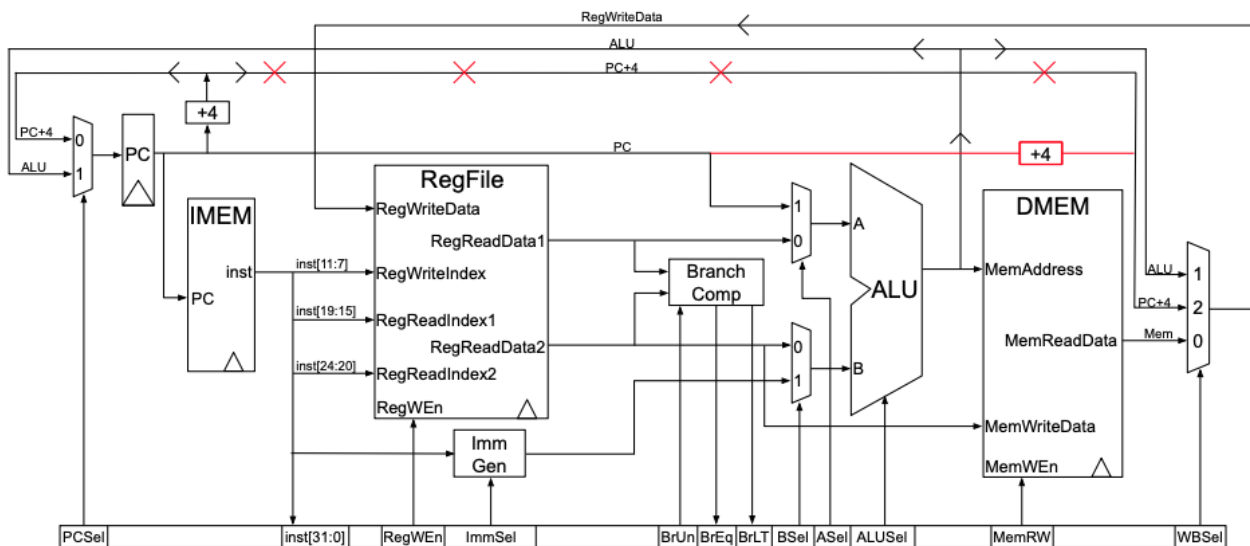 RegWriteData
ALU
PC+4
+4
PC+4
0
PC
PC
+4
ALU
1
RegFile
IMEM
DMEM
RegWriteData
1
A
RegReadData1
0
inst
inst[11:7]
RegWriteIndex
Branch
Comp
ALU
MemAddress
ALU
1
PC
PC+4
2
inst[19:15]
RegReadIndex1
RegReadData2
0
MemReadData
Mem
0
inst[24:20]
RegReadIndex2
B
1
RegWEn
MemWriteData
Imm
Gen
MemWEn
PCSel
inst[31:0]
RegWEn
ImmSel
BrUn
BrEq
BrLT
BSel
ASel
ALUSel
MemRW
WBSel